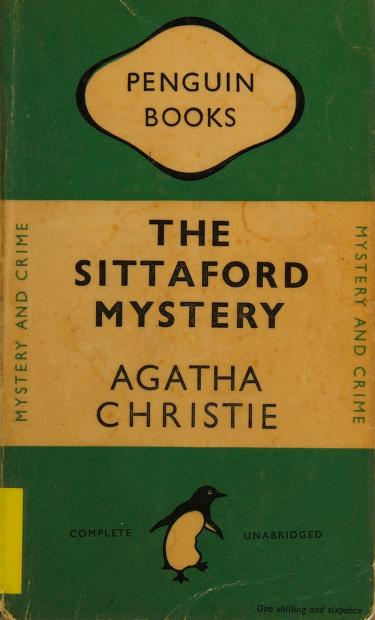 PENGUIN
BOOKS
MYSTERY AND CRIME
THE
SITTAFORD
MYSTERY
AGATHA
CHRISTIE
MYSTERY AND CRIME
COMPLETE
UNABRIDGED
One shilling and sixpence